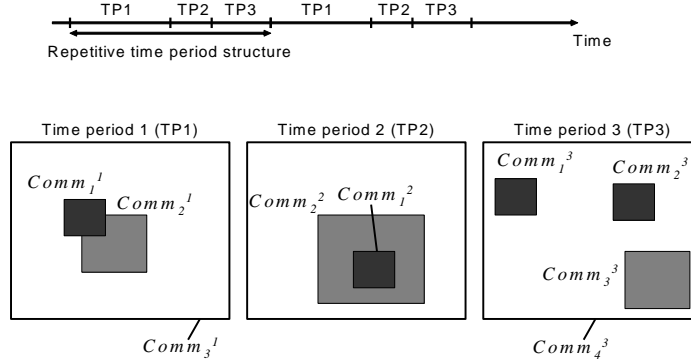 TP1 TP2 TP3 TP1 TP2 TP3
Time
Repetitive time period structure
Time period 1 (TP1) Time period 2 (TP2) Time period 3 (TP3)
Comm₁¹
Comm₂¹
Comm₃¹
Comm₂²
Comm₁²
Comm₁³
Comm₂³
Comm₃³
Comm₄³